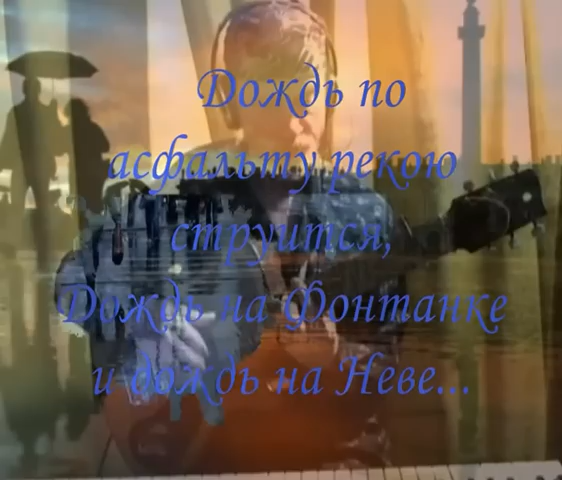 Дождь по
асфальту рекою
струится,
Дождь на Фонтанке
и дождь на Неве...